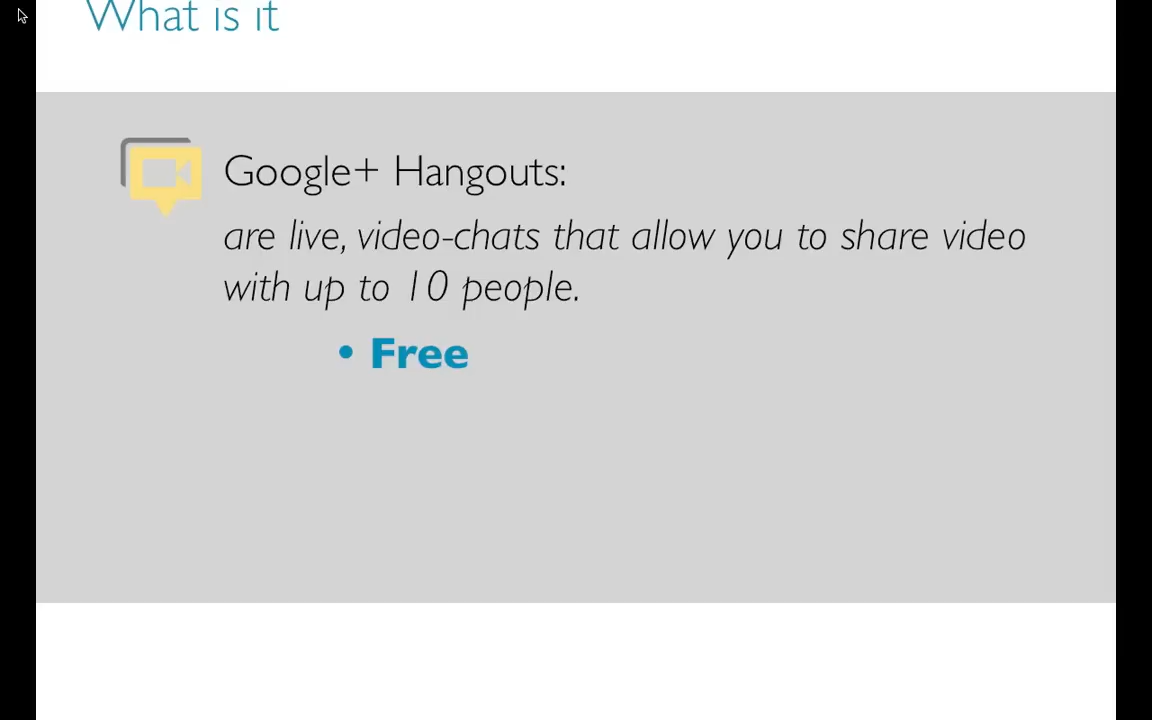 What is it
Google+ Hangouts:
are live, video-chats that allow you to share video
with up to 10 people.
• Free